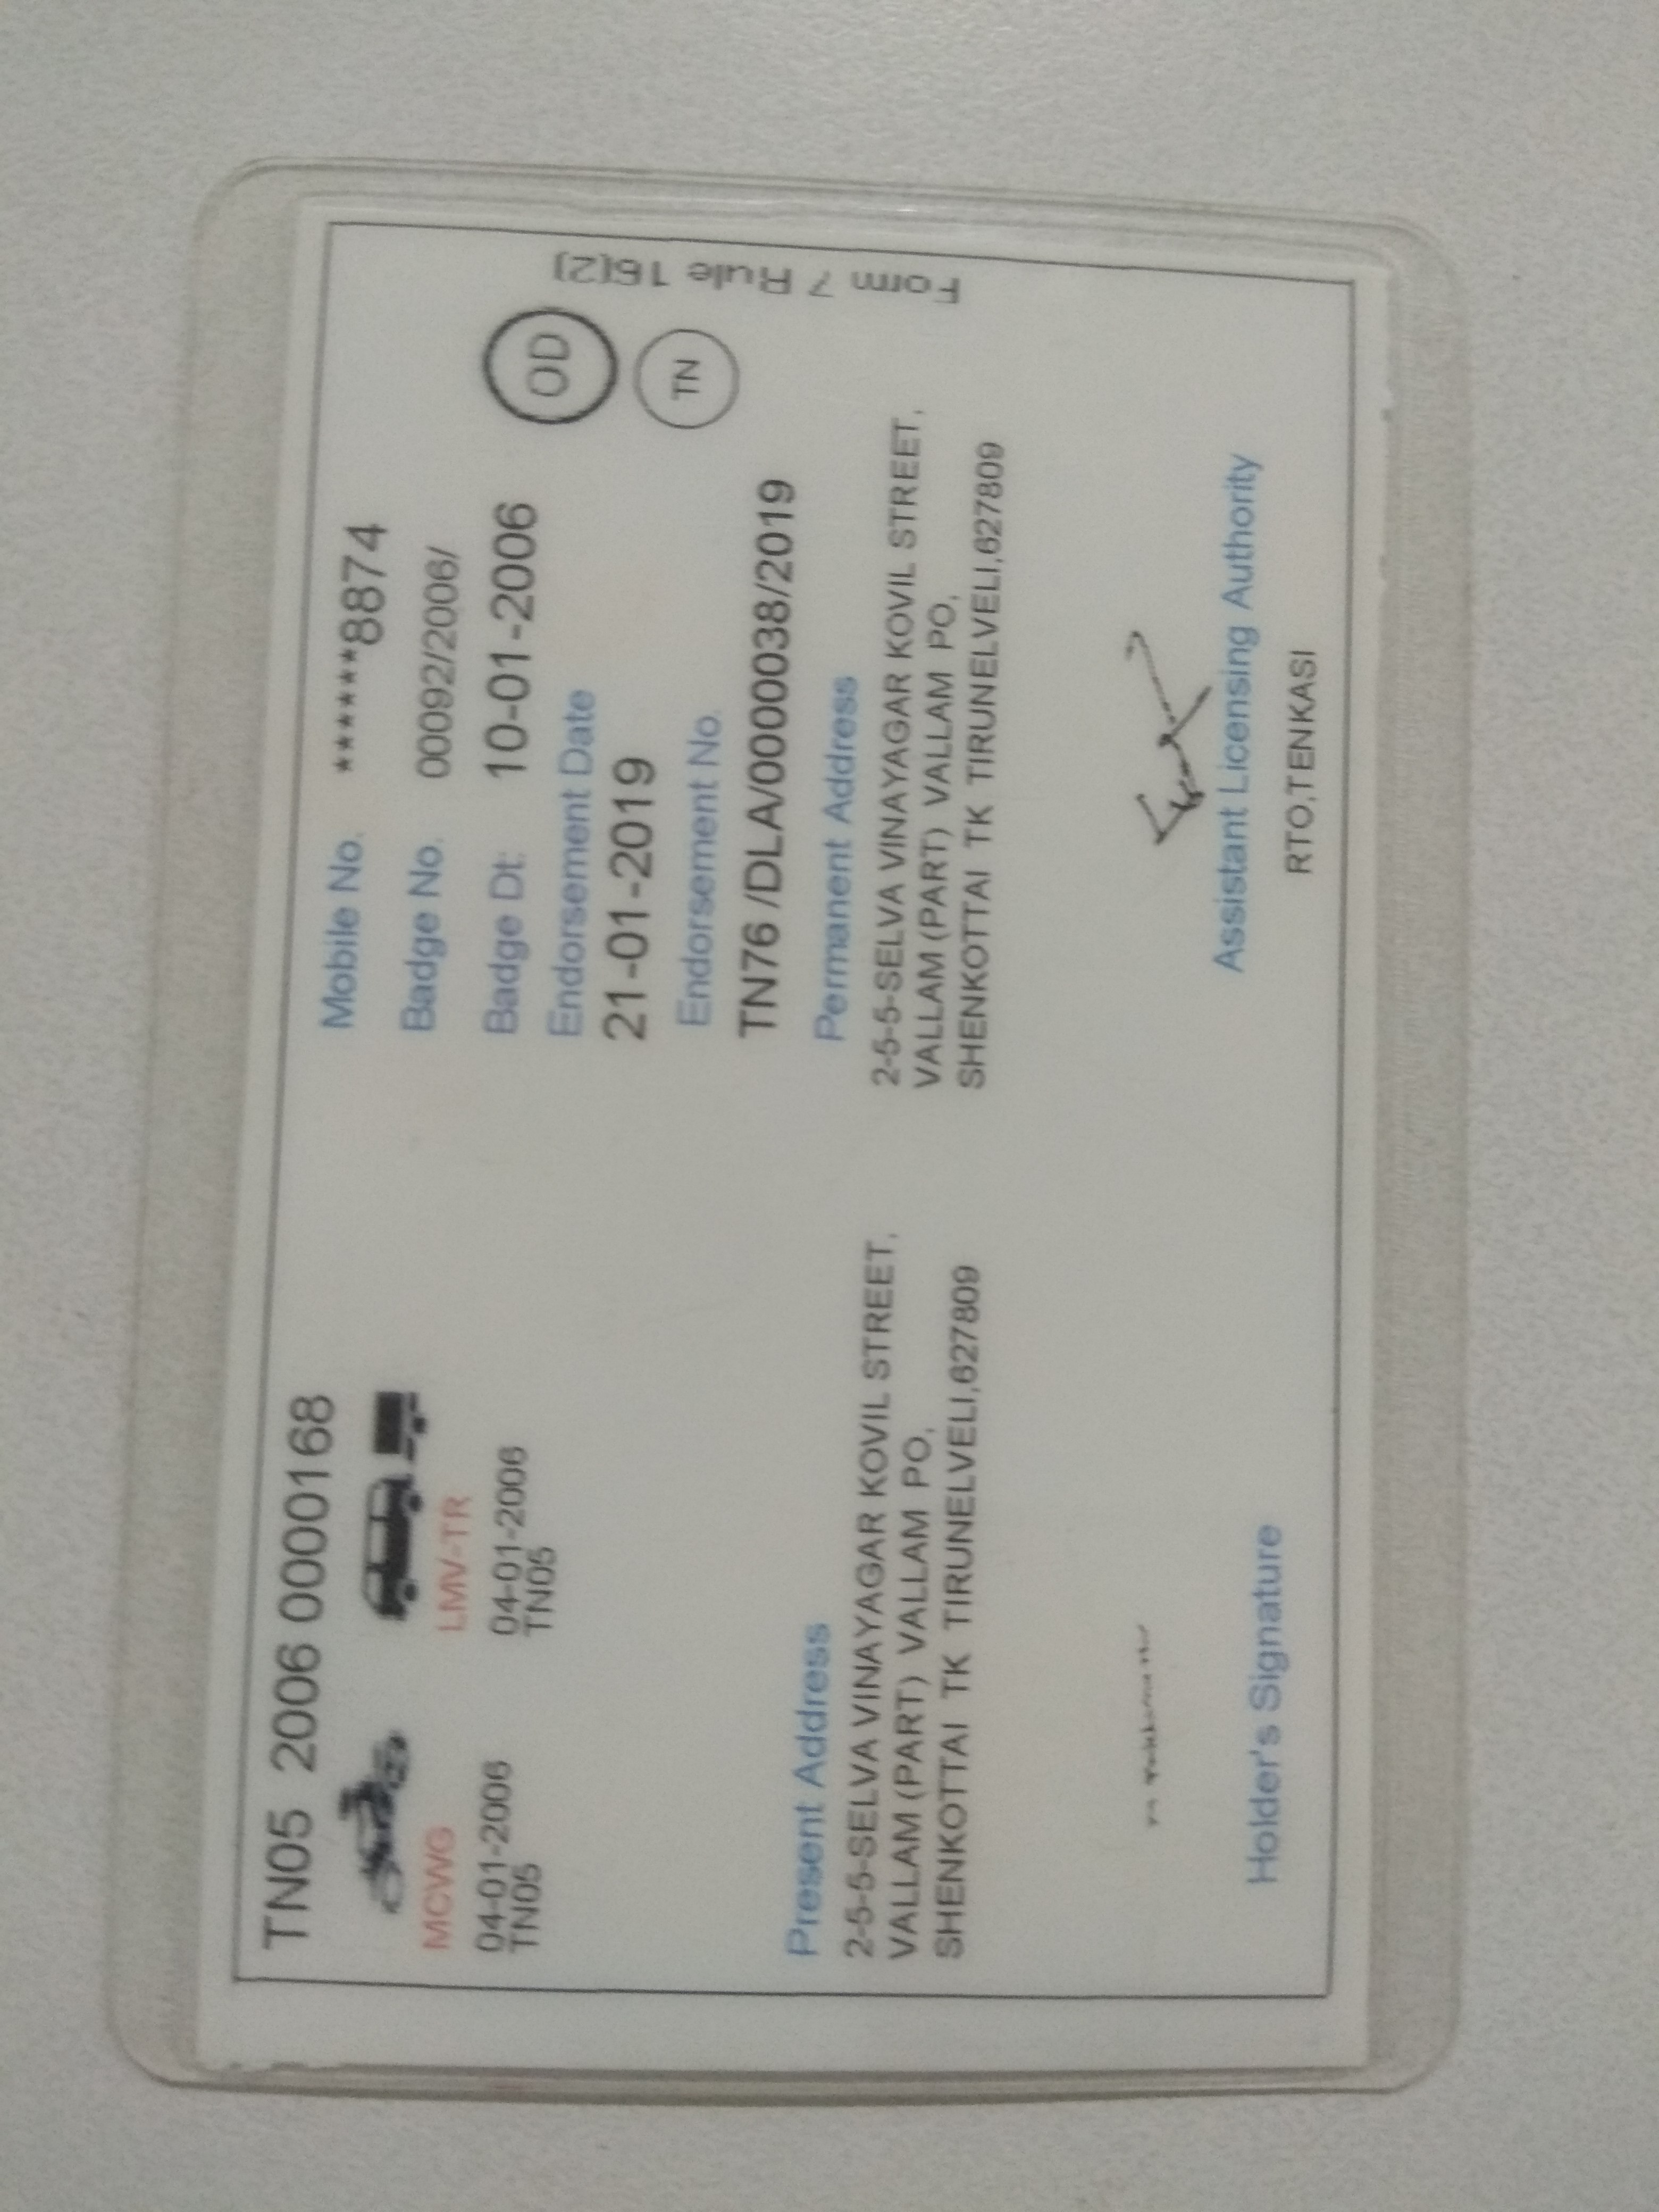 TN05 2006 0000168
MCWG
04-01-2006
TN05
LMV-TR
04-01-2006
TN05
Mobile No. ******8874
Badge No. 00092/2006/
Badge Dt: 10-01-2006
Endorsement Date
21-01-2019
Endorsement No.
TN76 /DLA/0000038/2019
OD
TN
Form 7 Rule 16(2)
Present Address
2-5-5-SELVA VINAYAGAR KOVIL STREET,
VALLAM (PART) VALLAM PO,
SHENKOTTAI TK TIRUNELVELI,627809
Permanent Address
2-5-5-SELVA VINAYAGAR KOVIL STREET,
VALLAM (PART) VALLAM PO,
SHENKOTTAI TK TIRUNELVELI,627809
Holder's Signature
Assistant Licensing Authority
RTO,TENKASI